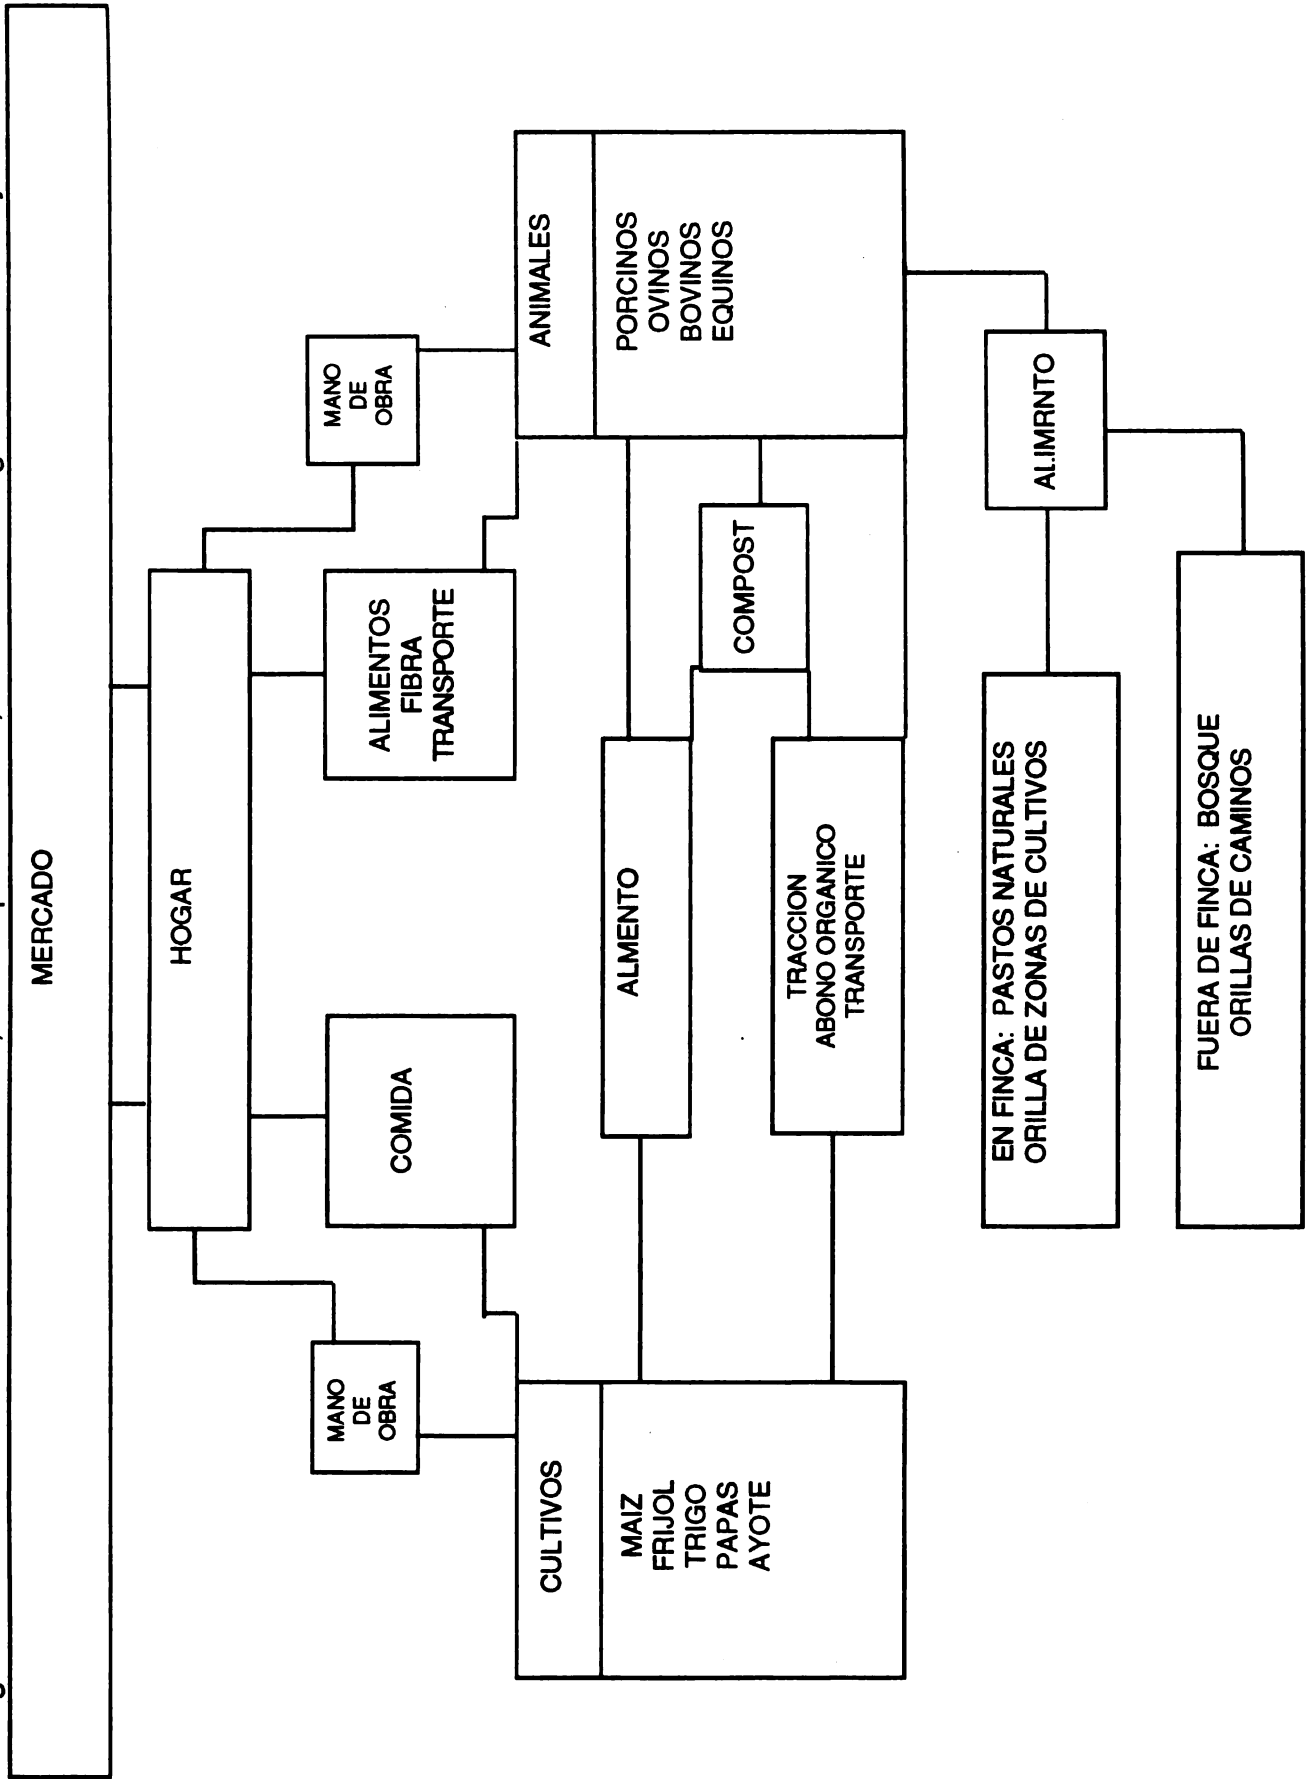 MERCADO
HOGAR
MANO
DE
OBRA
COMIDA
ALIMENTOS
FIBRA
TRANSPORTE
MANO
DE
OBRA
CULTIVOS
MAIZ
FRIJOL
TRIGO
PAPAS
AYOTE
ALMENTO
TRACCION
ABONO ORGANICO
TRANSPORTE
COMPOST
ANIMALES
PORCINOS
OVINOS
BOVINOS
EQUINOS
ALIMRNTO
EN FINCA: PASTOS NATURALES
ORILLA DE ZONAS DE CULTIVOS
FUERA DE FINCA: BOSQUE
ORILLAS DE CAMINOS